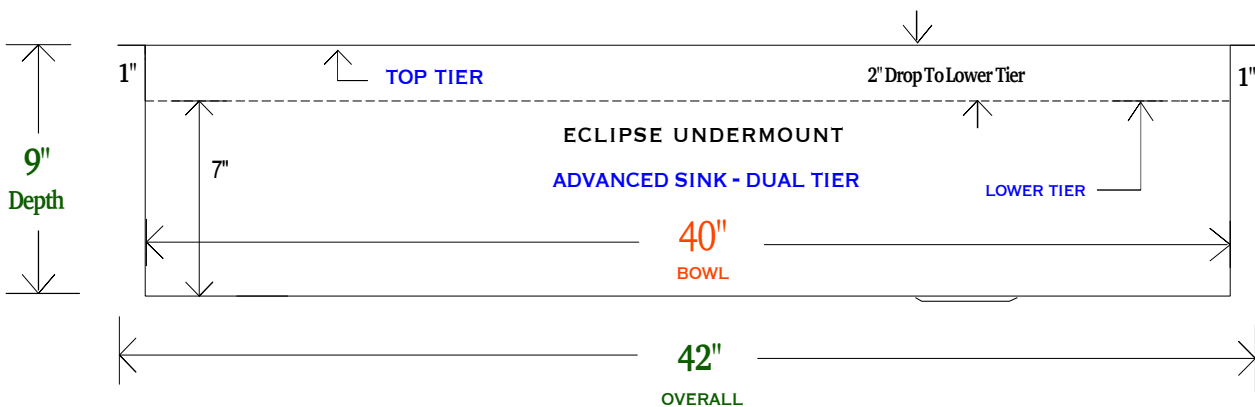 1"
TOP TIER
2" Drop To Lower Tier
1"
ECLIPSE UNDERMOUNT
9"
Depth
7"
ADVANCED SINK - DUAL TIER
LOWER TIER
40"
BOWL
42"
OVERALL